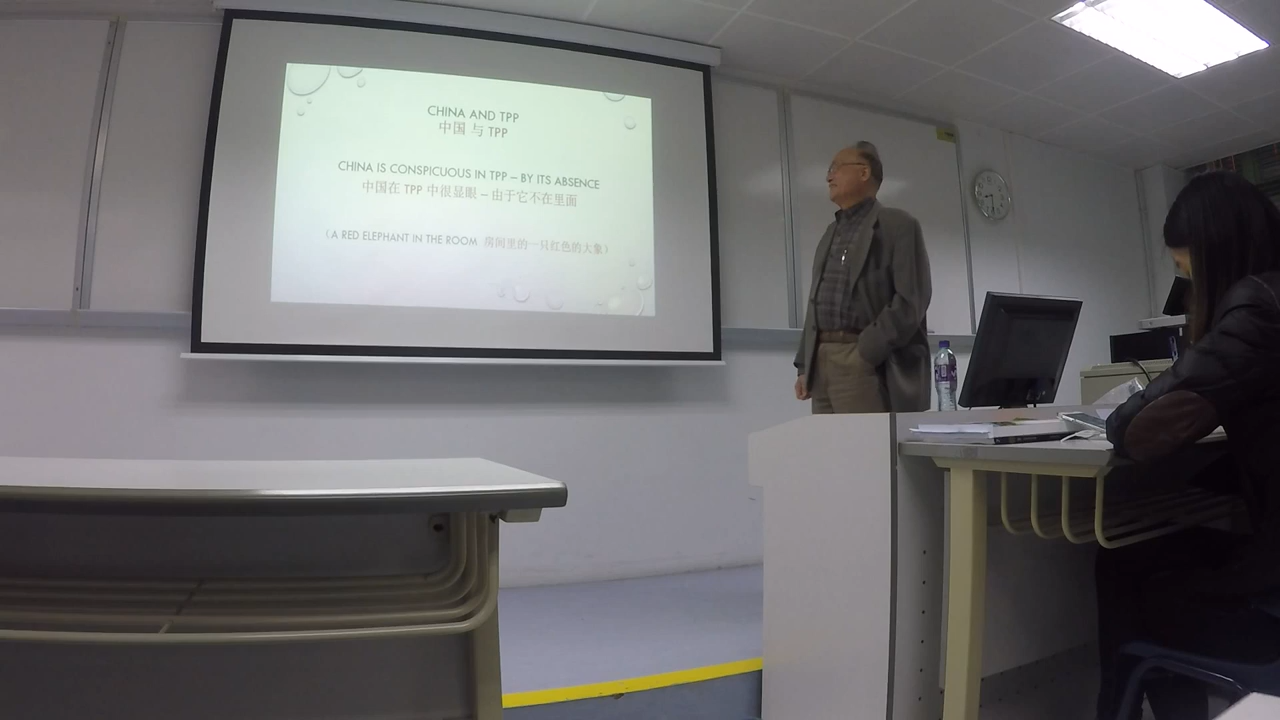 CHINA AND TPP
中国 与 TPP
CHINA IS CONSPICUOUS IN TPP – BY ITS ABSENCE
中国在 TPP 中很显眼 – 由于它不在里面
(A RED ELEPHANT IN THE ROOM 房间里的一只红色的大象)